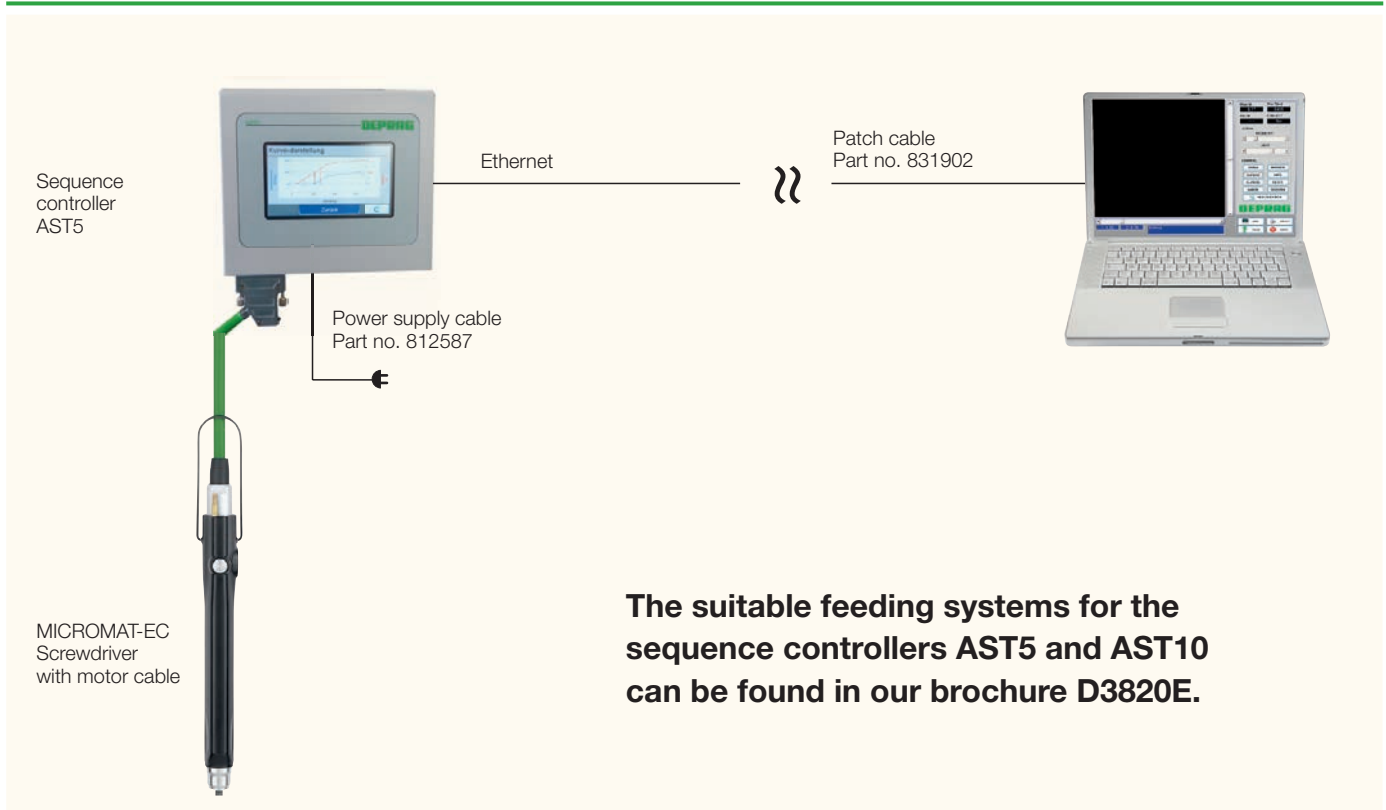 DEPRAG
Kurvendarstellung
Zurück
Sequence
controller
AST5
Ethernet
Patch cable
Part no. 831902
Power supply cable
Part no. 812587
DEPRAG
MICROMAT-EC
Screwdriver
with motor cable
The suitable feeding systems for the
sequence controllers AST5 and AST10
can be found in our brochure D3820E.